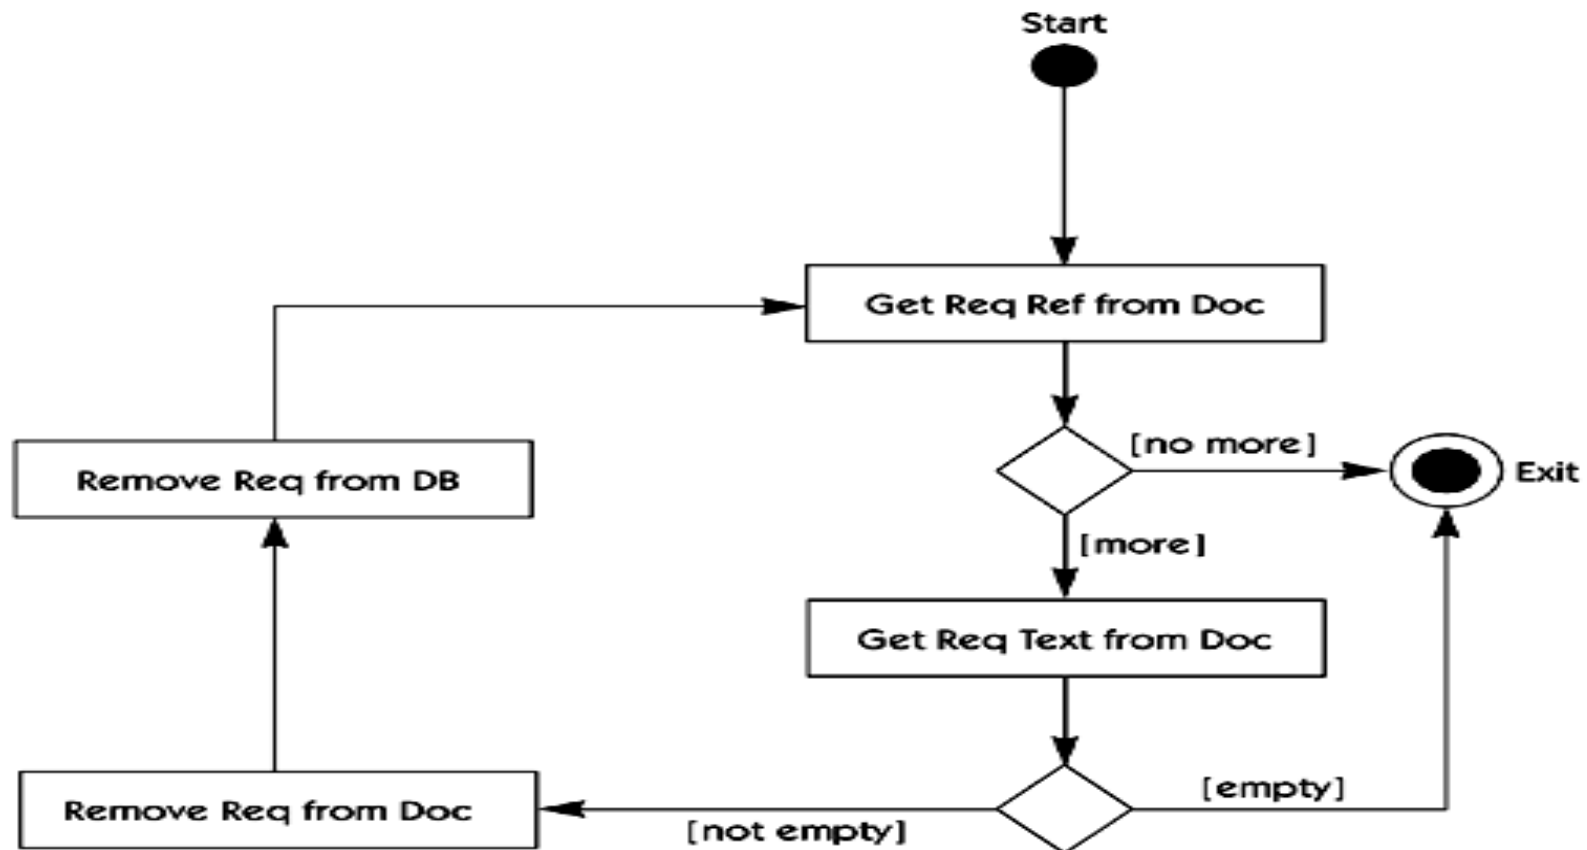 Start
Get Req Ref from Doc
[no more]
Exit
Remove Req from DB
[more]
Get Req Text from Doc
[empty]
Remove Req from Doc
[not empty]